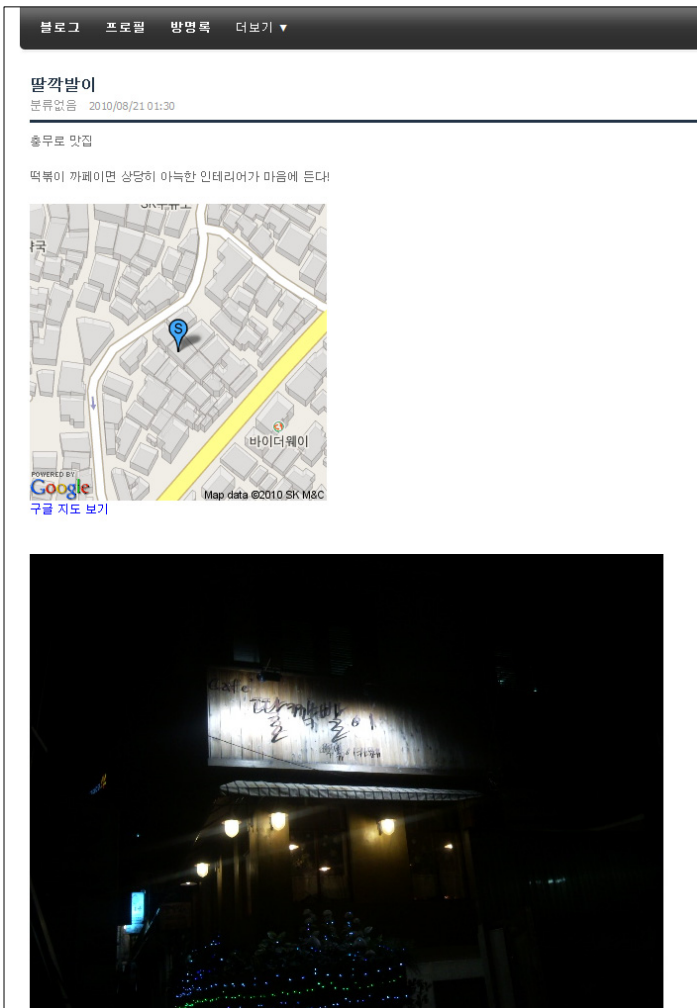 블로그 프로필 방명록 더보기 ▼
딸깍발이
분류없음 2010/08/21 01:30
충무로 맛집
떡볶이 까페이면 상당히 아늑한 인테리어가 마음에 든다!
S
바이더웨이
POWERED BY
Google
Map data ©2010 SK M&C
구글 지도 보기
cafe
딸깍발이